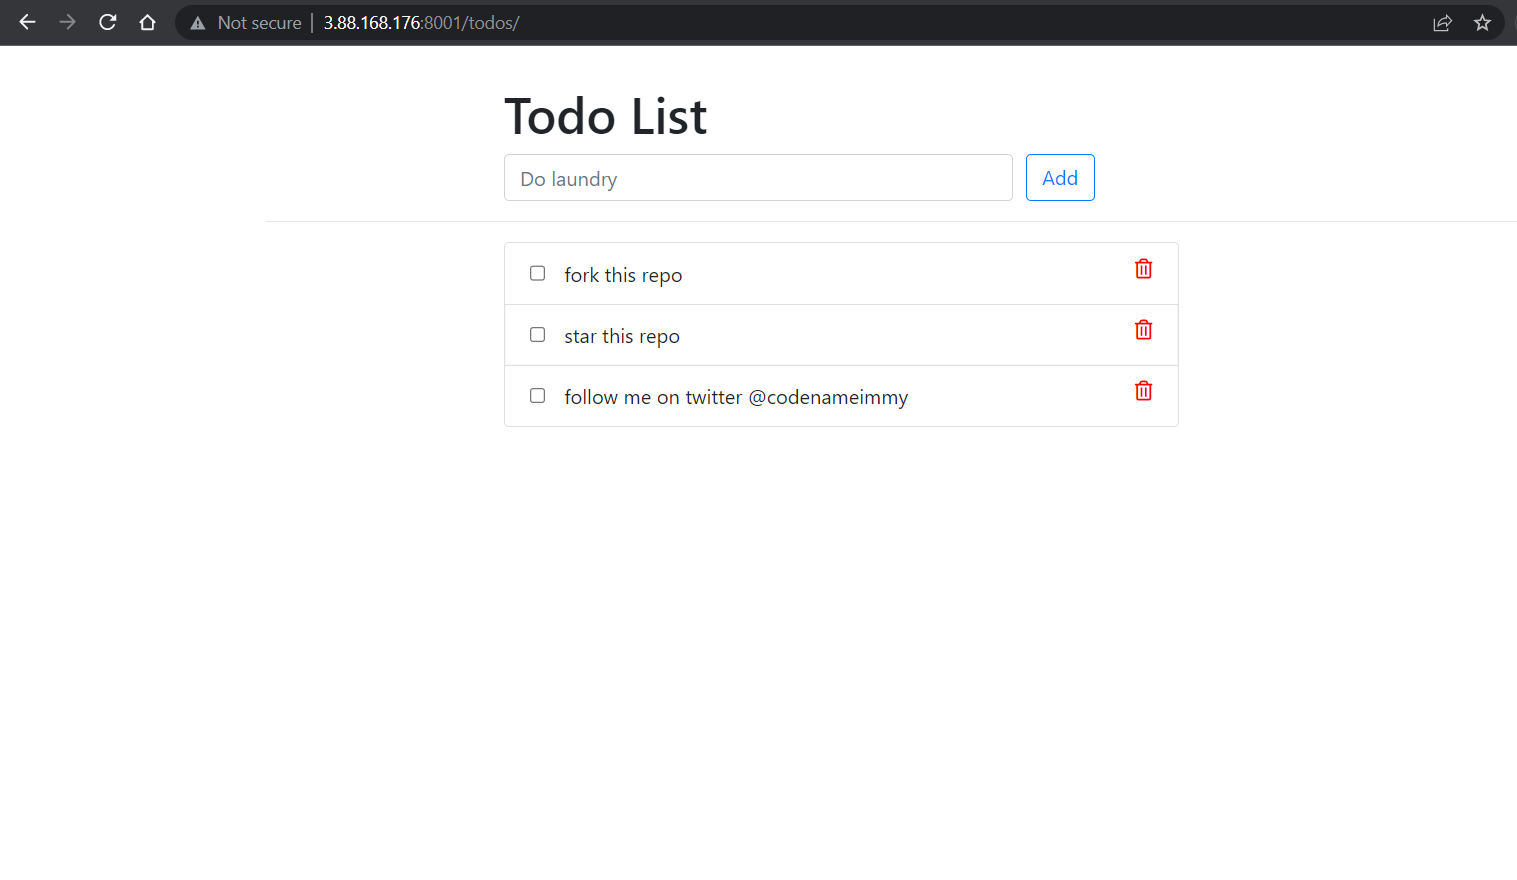 Not secure | 3.88.168.176:8001/todos/
Todo List
Do laundry
Add
fork this repo
star this repo
follow me on twitter @codenameimmy